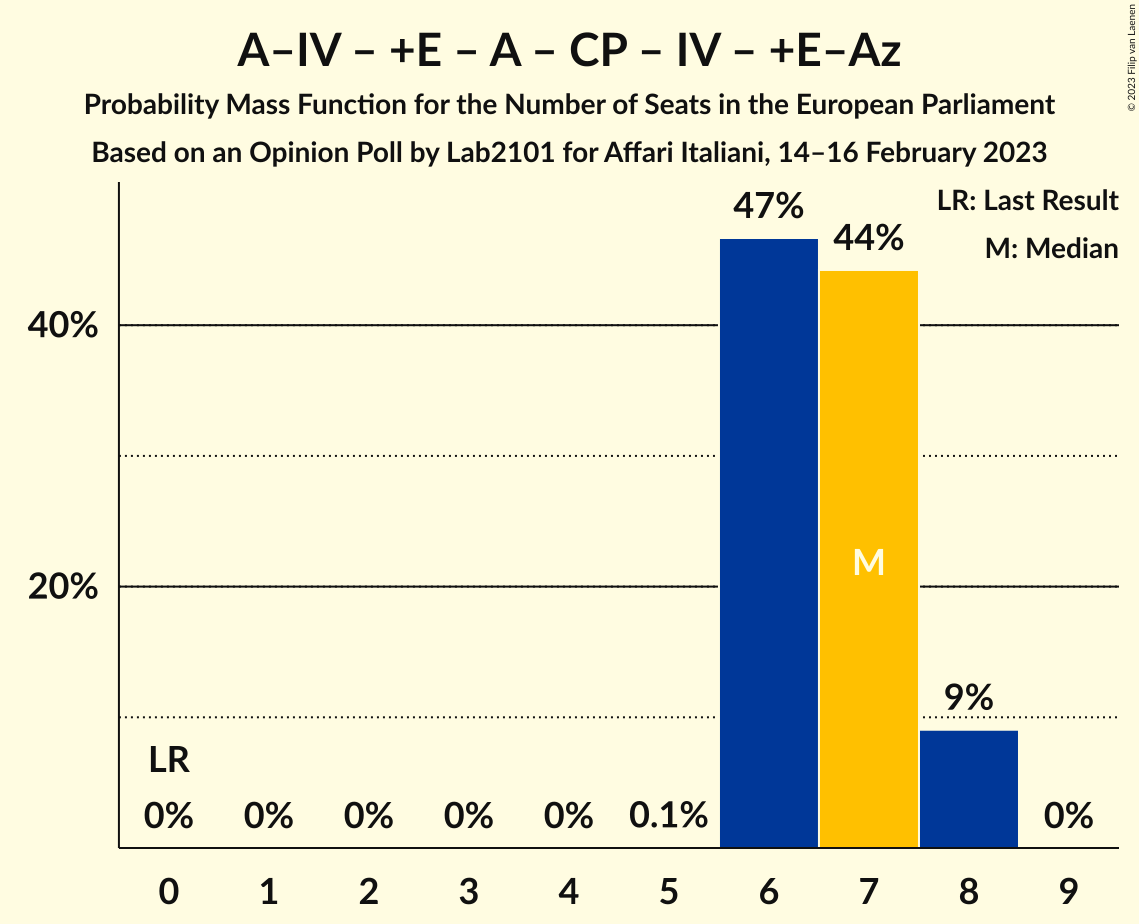 A–IV – +E – A – CP – IV – +E–Az
Probability Mass Function for the Number of Seats in the European Parliament
Based on an Opinion Poll by Lab2101 for Affari Italiani, 14–16 February 2023
© 2023 Filip van Laenen
LR: Last Result
M: Median
47%
44%
40%
M
20%
9%
LR
0% 0% 0% 0% 0% 0.1% 0%
0 1 2 3 4 5 6 7 8 9